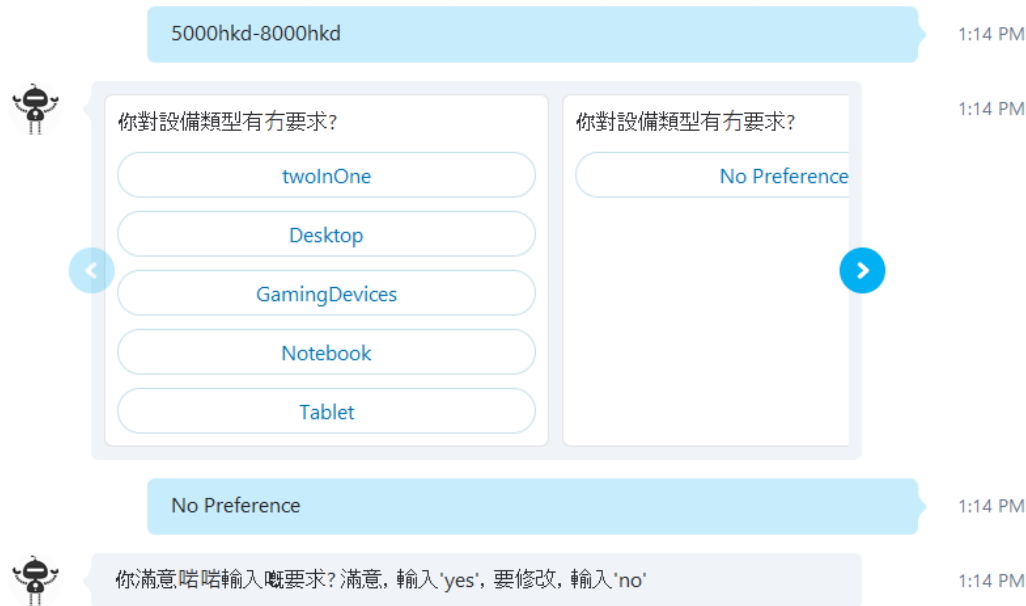 5000hkd-8000hkd
1:14 PM
1:14 PM
你對設備類型有冇要求?
twoInOne
Desktop
GamingDevices
Notebook
Tablet
你對設備類型有冇要求?
No Preference
No Preference
1:14 PM
你滿意啱啱輸入嘅要求? 滿意, 輸入'yes', 要修改, 輸入'no'
1:14 PM